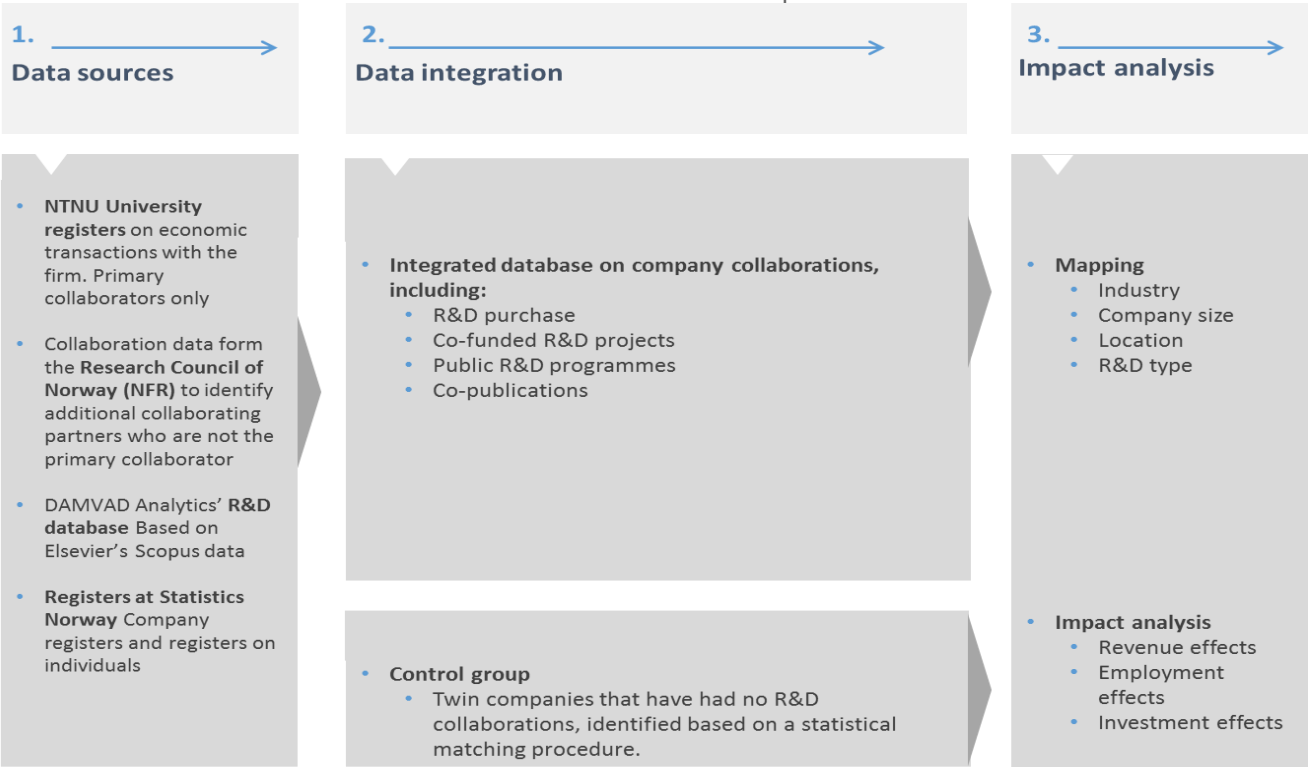 1.
Data sources
2.
Data integration
3.
Impact analysis
• NTNU University
registers on economic
transactions with the
firm. Primary
collaborators only
• Collaboration data form
the Research Council of
Norway (NFR) to identify
additional collaborating
partners who are not the
primary collaborator
• DAMVAD Analytics’ R&D
database Based on
Elsevier’s Scopus data
• Registers at Statistics
Norway Company
registers and registers on
individuals
• Integrated database on company collaborations,
including:
• R&D purchase
• Co-funded R&D projects
• Public R&D programmes
• Co-publications
• Control group
• Twin companies that have had no R&D
collaborations, identified based on a statistical
matching procedure.
• Mapping
• Industry
• Company size
• Location
• R&D type
• Impact analysis
• Revenue effects
• Employment
effects
• Investment effects